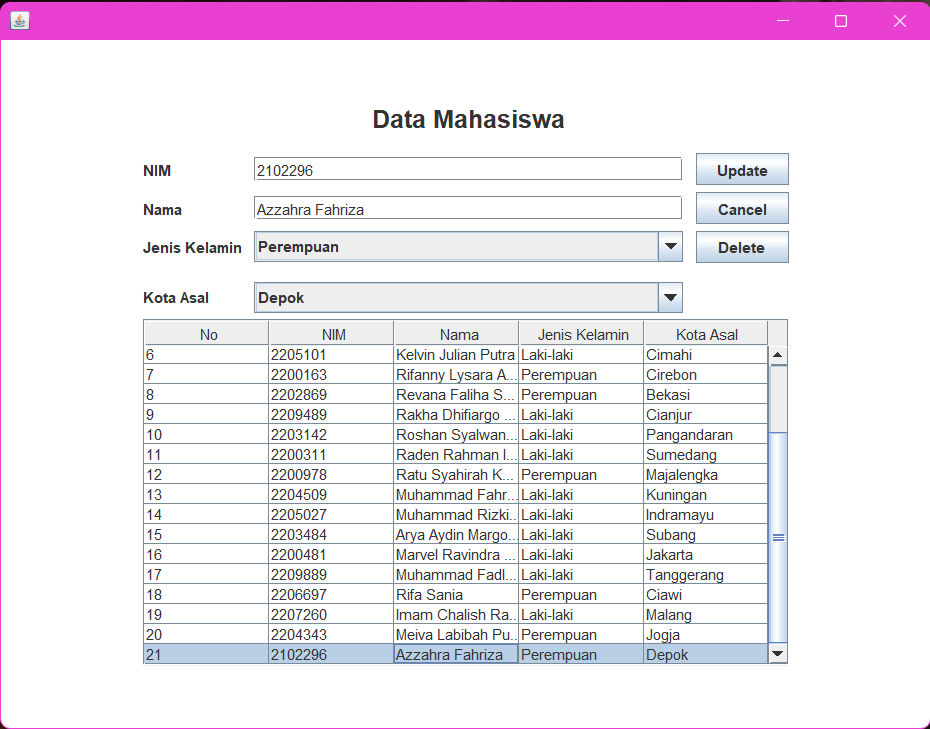 Data Mahasiswa
NIM 2102296 Update
Nama Azzahra Fahriza Cancel
Jenis Kelamin Perempuan Delete
Kota Asal Depok
No NIM Nama Jenis Kelamin Kota Asal
6 2205101 Kelvin Julian Putra Laki-laki Cimahi
7 2200163 Rifanny Lysara A... Perempuan Cirebon
8 2202869 Revana Faliha S... Perempuan Bekasi
9 2209489 Rakha Dhifiargo ... Laki-laki Cianjur
10 2203142 Roshan Syalwan... Laki-laki Pangandaran
11 2200311 Raden Rahman I... Laki-laki Sumedang
12 2200978 Ratu Syahirah K... Perempuan Majalengka
13 2204509 Muhammad Fahr... Laki-laki Kuningan
14 2205027 Muhammad Rizki... Laki-laki Indramayu
15 2203484 Arya Aydin Margo... Laki-laki Subang
16 2200481 Marvel Ravindra ... Laki-laki Jakarta
17 2209889 Muhammad Fadl... Laki-laki Tanggerang
18 2206697 Rifa Sania Perempuan Ciawi
19 2207260 Imam Chalish Ra... Laki-laki Malang
20 2204343 Meiva Labibah Pu... Perempuan Jogja
21 2102296 Azzahra Fahriza Perempuan Depok